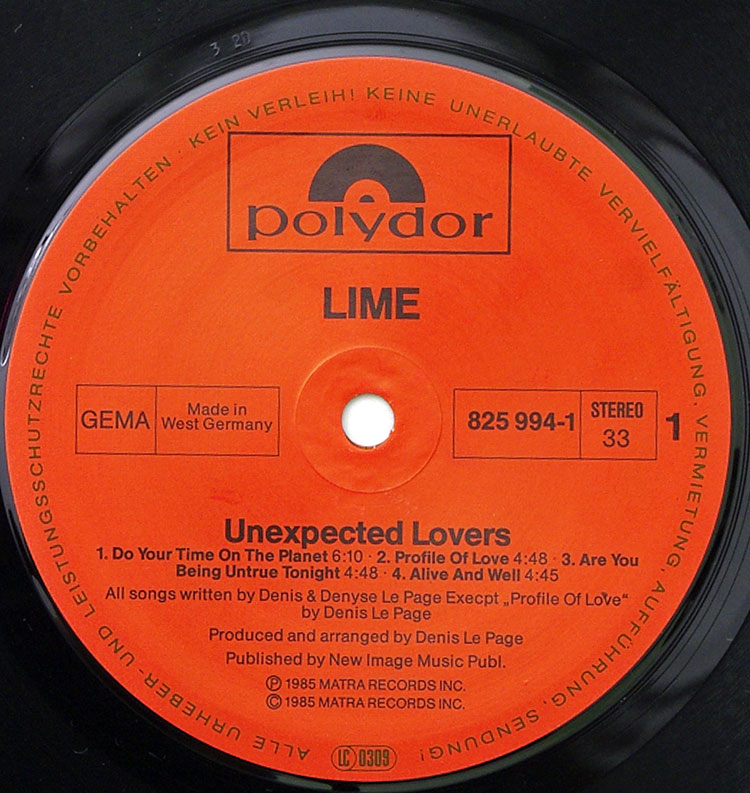 3 20
ALLE URHEBER- UND LEISTUNGSSCHUTZRECHTE VORBEHALTEN · KEIN VERLEIH! KEINE UNERLAUBTE VERVIELFÄLTIGUNG, VERMIETUNG, AUFFÜHRUNG, SENDUNG!
polydor
LIME
GEMA
Made in
West Germany
825 994-1
STEREO
33
1
Unexpected Lovers
1. Do Your Time On The Planet 6:10 · 2. Profile Of Love 4:48 · 3. Are You
Being Untrue Tonight 4:48 · 4. Alive And Well 4:45
All songs written by Denis & Denyse Le Page Execpt „Profile Of Love“
by Denis Le Page
Produced and arranged by Denis Le Page
Published by New Image Music Publ.
Ⓟ 1985 MATRA RECORDS INC.
© 1985 MATRA RECORDS INC.
LC 0309